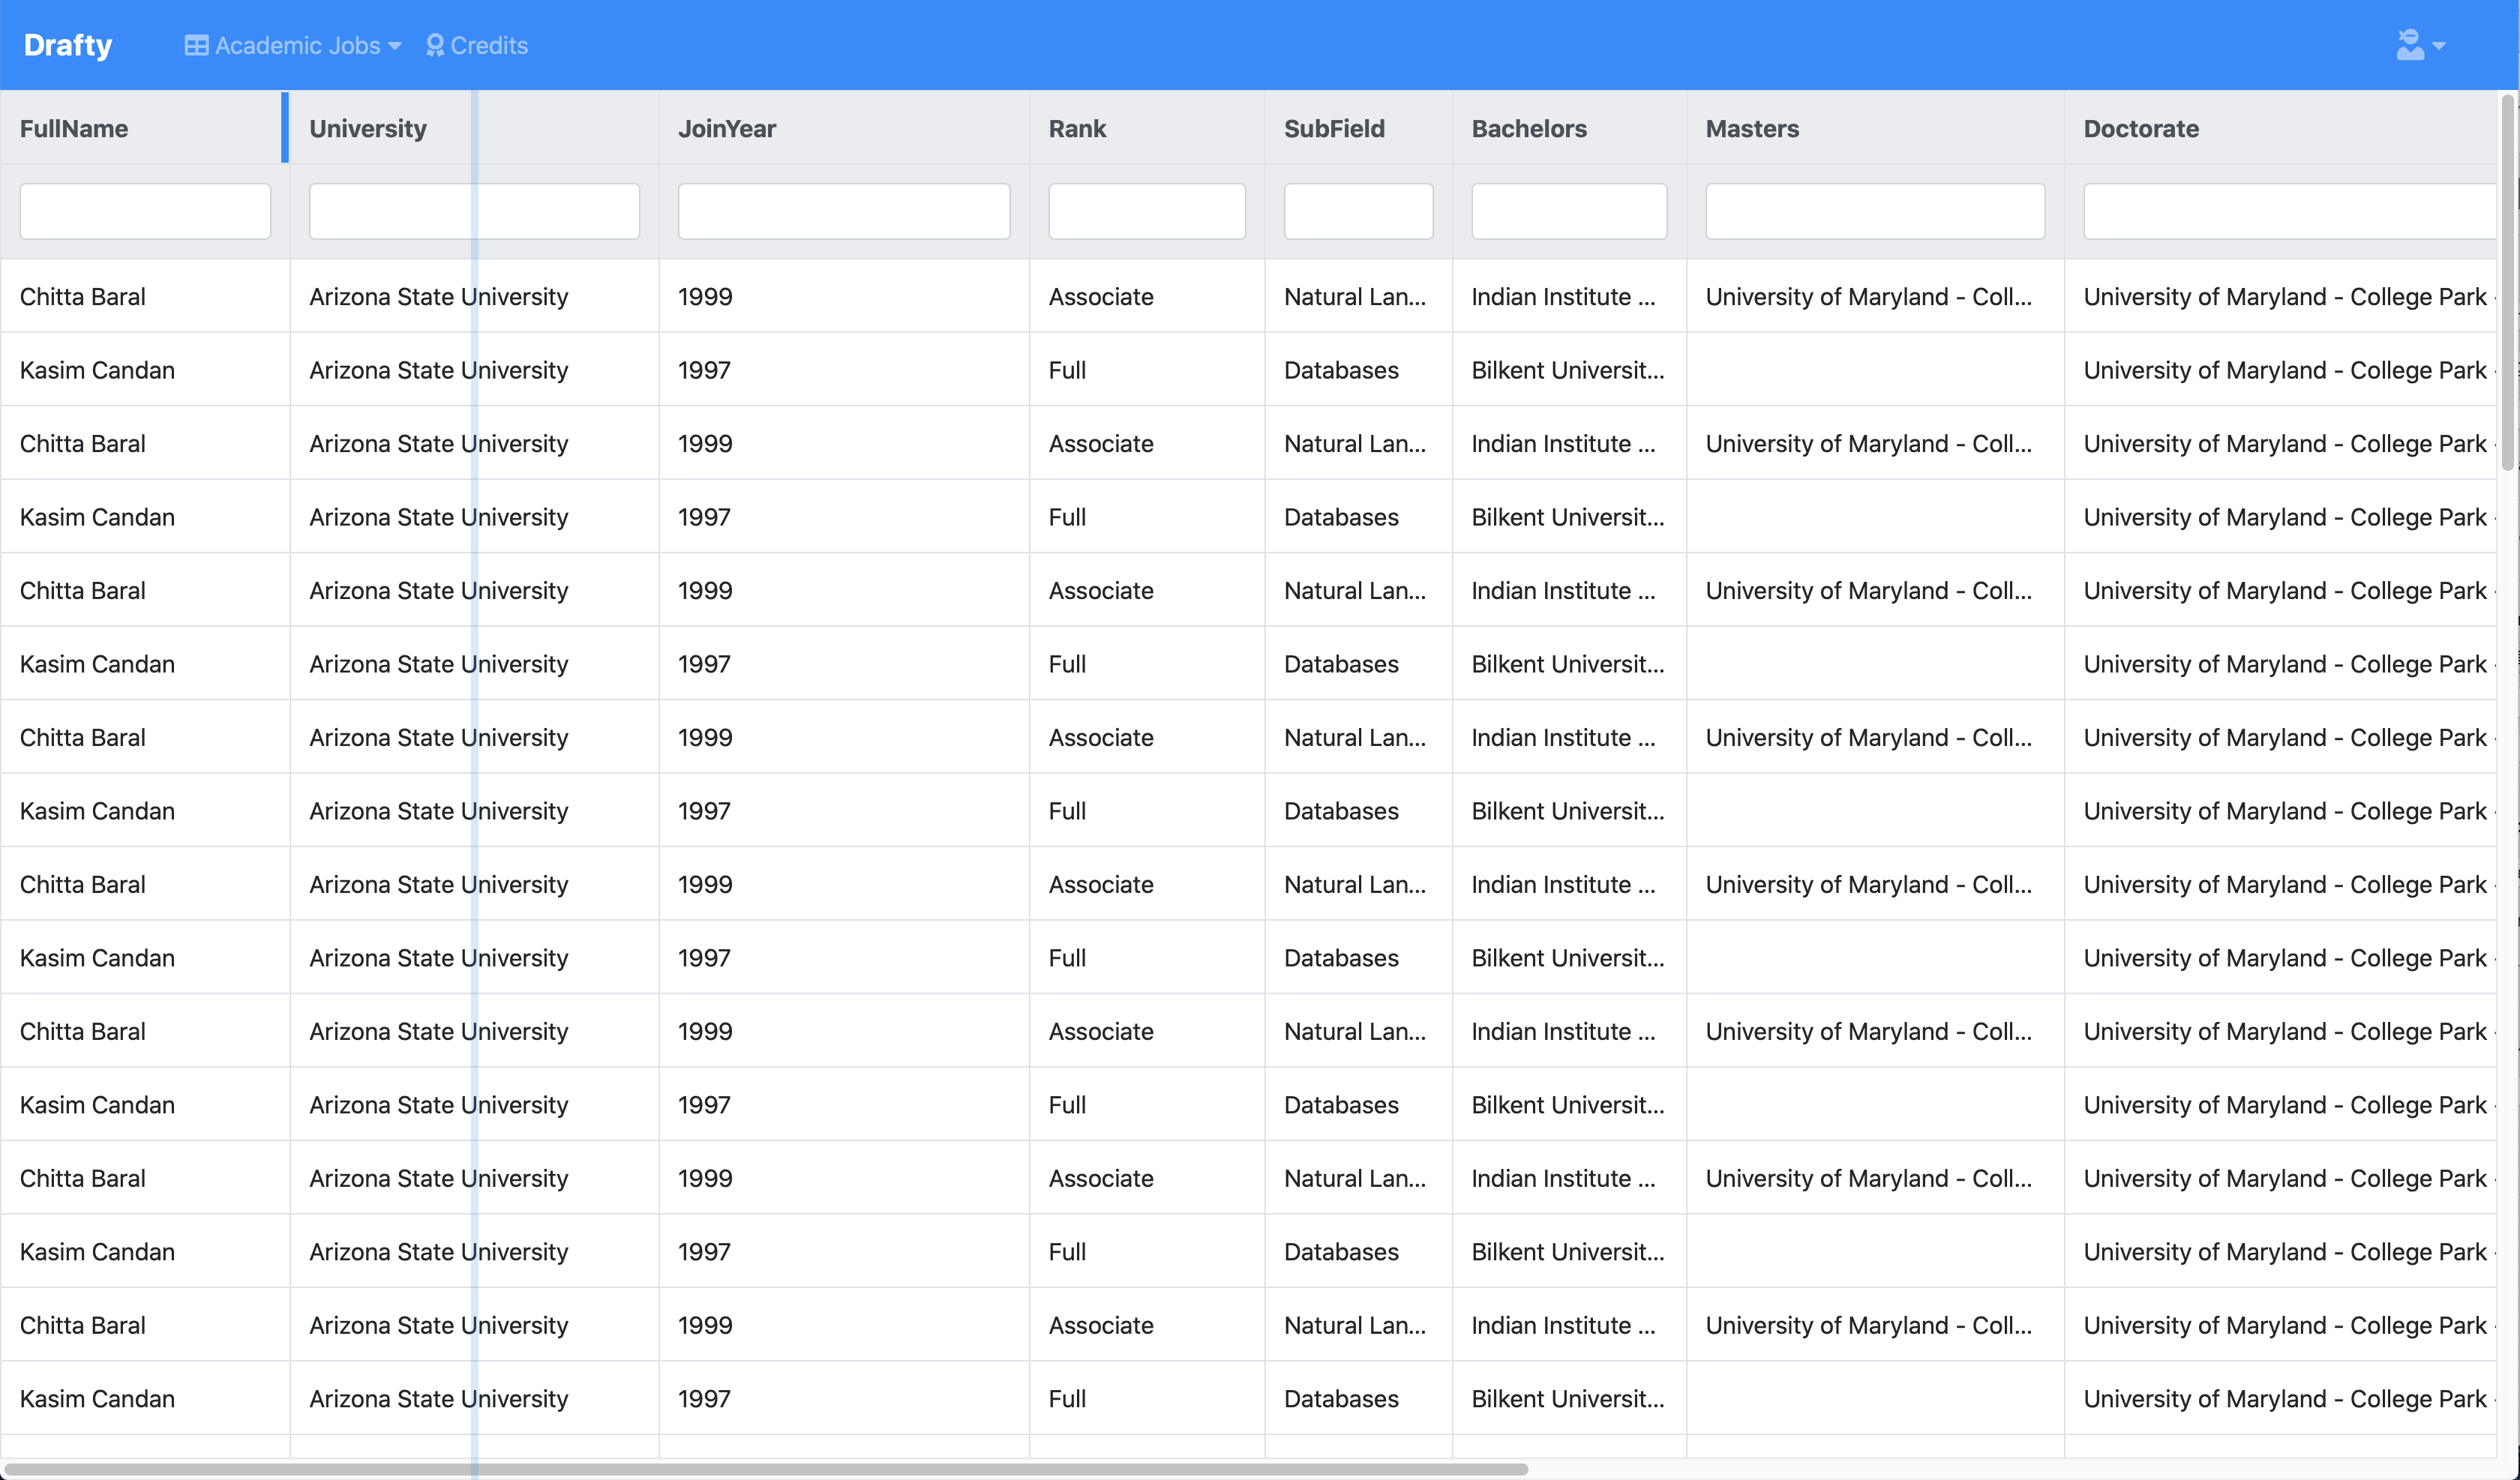 Drafty Academic Jobs Credits
FullName University JoinYear Rank SubField Bachelors Masters Doctorate
Chitta Baral Arizona State University 1999 Associate Natural Lan... Indian Institute ... University of Maryland - Coll... University of Maryland - College Park -
Kasim Candan Arizona State University 1997 Full Databases Bilkent Universit... University of Maryland - College Park -
Chitta Baral Arizona State University 1999 Associate Natural Lan... Indian Institute ... University of Maryland - Coll... University of Maryland - College Park -
Kasim Candan Arizona State University 1997 Full Databases Bilkent Universit... University of Maryland - College Park -
Chitta Baral Arizona State University 1999 Associate Natural Lan... Indian Institute ... University of Maryland - Coll... University of Maryland - College Park -
Kasim Candan Arizona State University 1997 Full Databases Bilkent Universit... University of Maryland - College Park -
Chitta Baral Arizona State University 1999 Associate Natural Lan... Indian Institute ... University of Maryland - Coll... University of Maryland - College Park -
Kasim Candan Arizona State University 1997 Full Databases Bilkent Universit... University of Maryland - College Park -
Chitta Baral Arizona State University 1999 Associate Natural Lan... Indian Institute ... University of Maryland - Coll... University of Maryland - College Park -
Kasim Candan Arizona State University 1997 Full Databases Bilkent Universit... University of Maryland - College Park -
Chitta Baral Arizona State University 1999 Associate Natural Lan... Indian Institute ... University of Maryland - Coll... University of Maryland - College Park -
Kasim Candan Arizona State University 1997 Full Databases Bilkent Universit... University of Maryland - College Park -
Chitta Baral Arizona State University 1999 Associate Natural Lan... Indian Institute ... University of Maryland - Coll... University of Maryland - College Park -
Kasim Candan Arizona State University 1997 Full Databases Bilkent Universit... University of Maryland - College Park -
Chitta Baral Arizona State University 1999 Associate Natural Lan... Indian Institute ... University of Maryland - Coll... University of Maryland - College Park -
Kasim Candan Arizona State University 1997 Full Databases Bilkent Universit... University of Maryland - College Park -